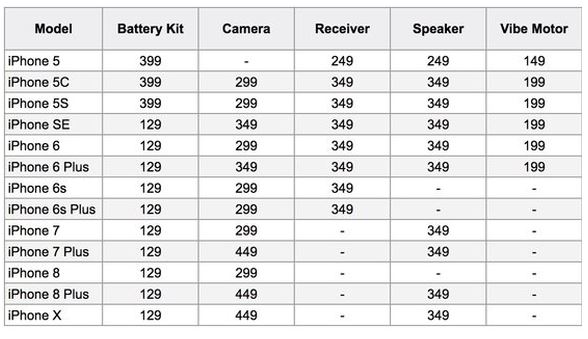 Model Battery Kit Camera Receiver Speaker Vibe Motor
iPhone 5 399 - 249 249 149
iPhone 5C 399 299 349 349 199
iPhone 5S 399 299 349 349 199
iPhone SE 129 349 349 349 199
iPhone 6 129 299 349 349 199
iPhone 6 Plus 129 349 349 349 199
iPhone 6s 129 299 349 - -
iPhone 6s Plus 129 299 349 - -
iPhone 7 129 299 - 349 -
iPhone 7 Plus 129 449 - 349 -
iPhone 8 129 299 - - -
iPhone 8 Plus 129 449 - 349 -
iPhone X 129 449 - 349 -